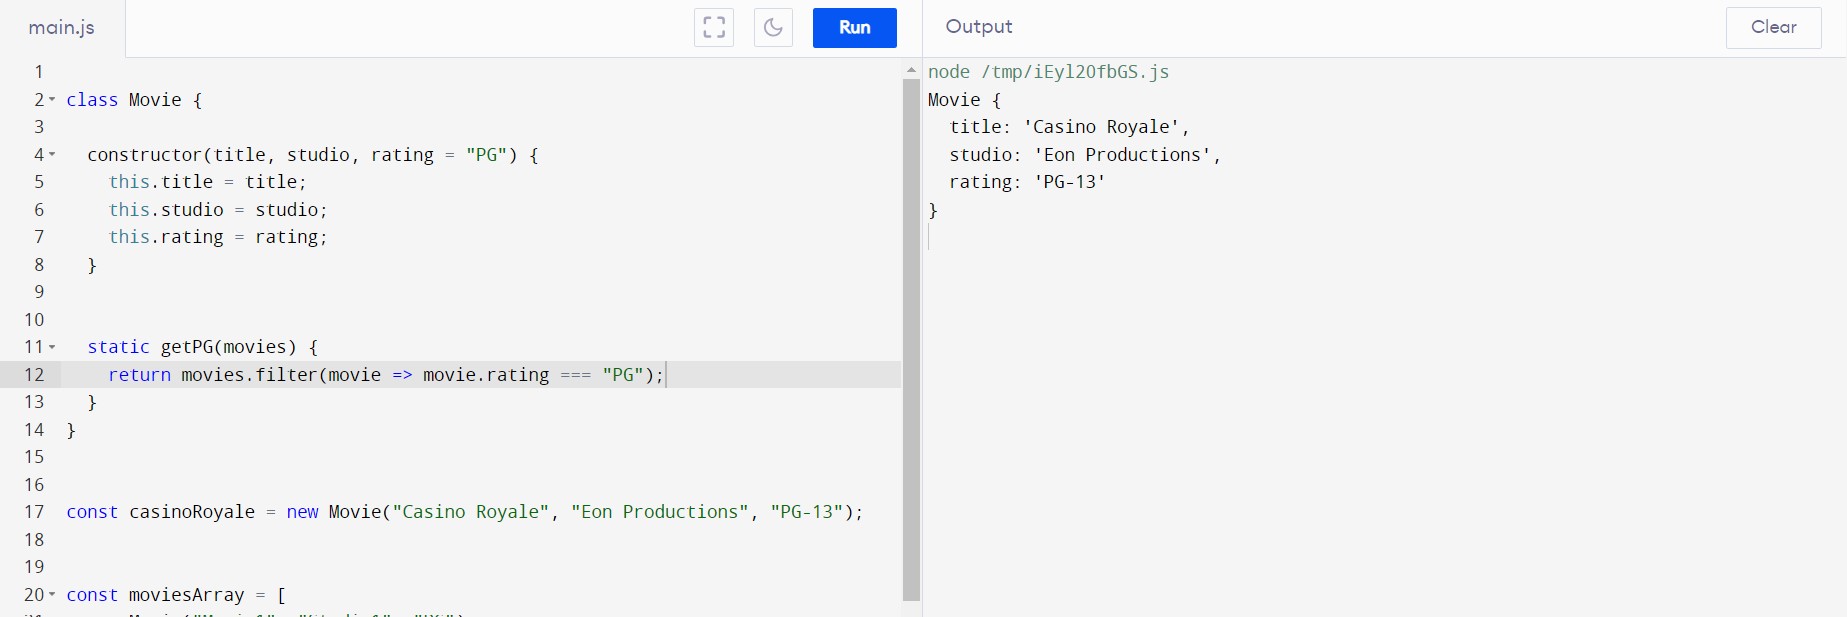 main.js
Run
Output
Clear
1
2 class Movie {
3
4 constructor(title, studio, rating = "PG") {
5 this.title = title;
6 this.studio = studio;
7 this.rating = rating;
8 }
9
10
11 static getPG(movies) {
12 return movies.filter(movie => movie.rating === "PG");
13 }
14 }
15
16
17 const casinoRoyale = new Movie("Casino Royale", "Eon Productions", "PG-13");
18
19
20 const moviesArray = [
node /tmp/iEyl2OfbGS.js
Movie {
title: 'Casino Royale',
studio: 'Eon Productions',
rating: 'PG-13'
}